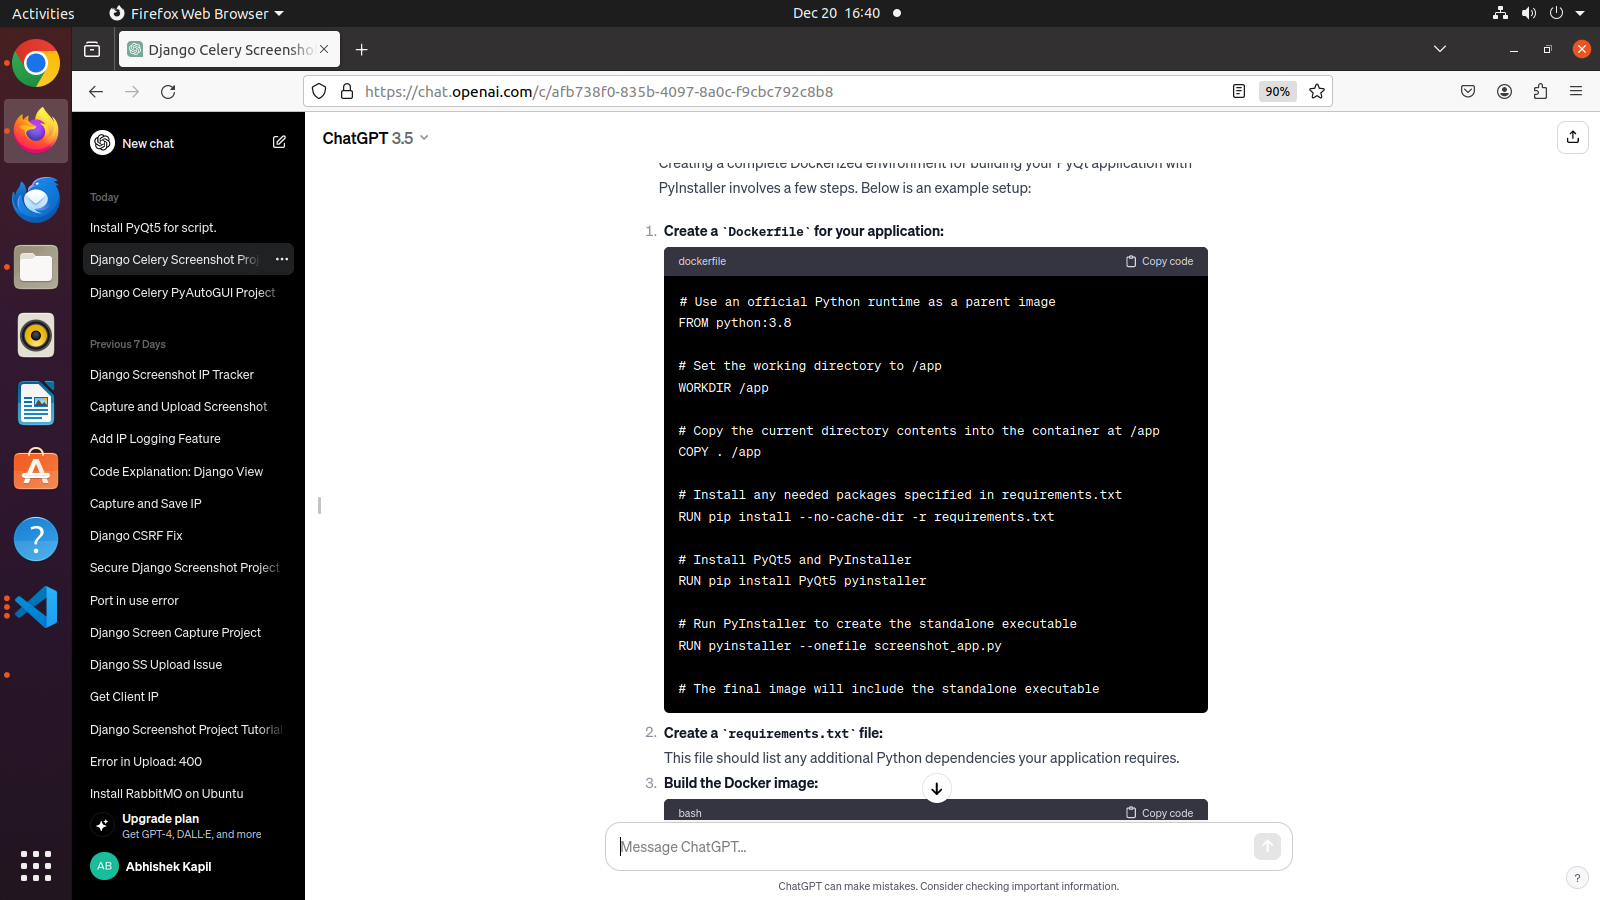 Activities
Firefox Web Browser
Dec 20 16:40
Django Celery Screensho
https://chat.openai.com/c/afb738f0-835b-4097-8a0c-f9cbc792c8b8
90%
New chat
Today
Install PyQt5 for script.
Django Celery Screenshot Proj
Django Celery PyAutoGUI Project
Previous 7 Days
Django Screenshot IP Tracker
Capture and Upload Screenshot
Add IP Logging Feature
Code Explanation: Django View
Capture and Save IP
Django CSRF Fix
Secure Django Screenshot Project
Port in use error
Django Screen Capture Project
Django SS Upload Issue
Get Client IP
Django Screenshot Project Tutorial
Error in Upload: 400
Install RabbitMQ on Ubuntu
Upgrade plan
Get GPT-4, DALL·E, and more
AB
Abhishek Kapil
ChatGPT 3.5
Creating a complete Dockerized environment for building your PyQt application with
PyInstaller involves a few steps. Below is an example setup:
1. Create a `Dockerfile` for your application:
dockerfile
Copy code
# Use an official Python runtime as a parent image
FROM python:3.8
# Set the working directory to /app
WORKDIR /app
# Copy the current directory contents into the container at /app
COPY . /app
# Install any needed packages specified in requirements.txt
RUN pip install --no-cache-dir -r requirements.txt
# Install PyQt5 and PyInstaller
RUN pip install PyQt5 pyinstaller
# Run PyInstaller to create the standalone executable
RUN pyinstaller --onefile screenshot_app.py
# The final image will include the standalone executable
2. Create a `requirements.txt` file:
This file should list any additional Python dependencies your application requires.
3. Build the Docker image:
bash
Copy code
Message ChatGPT...
ChatGPT can make mistakes. Consider checking important information.
?